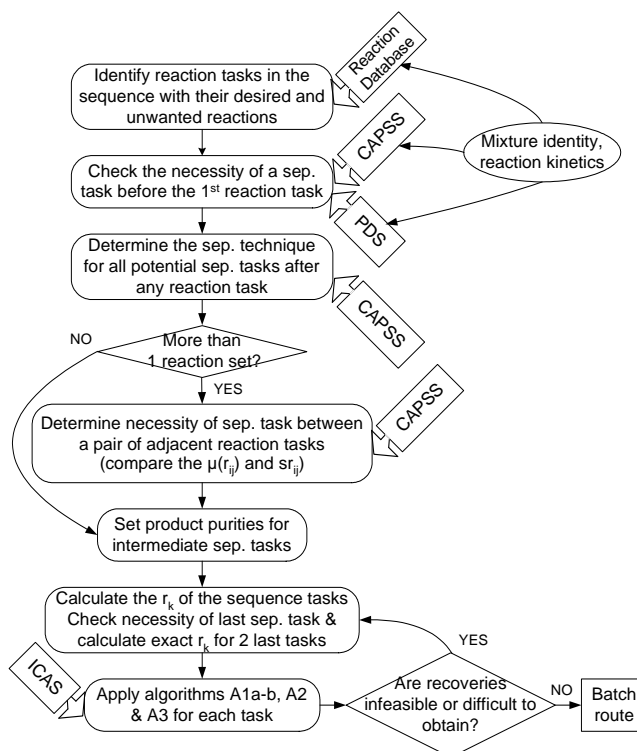 Reaction
Database
Identify reaction tasks in the
sequence with their desired and
unwanted reactions
Mixture identity,
reaction kinetics
CAPSS
Check the necessity of a sep.
task before the 1st reaction task
PDS
Determine the sep. technique
for all potential sep. tasks after
any reaction task
CAPSS
NO
More than
1 reaction set?
YES
CAPSS
Determine necessity of sep. task between
a pair of adjacent reaction tasks
(compare the μ(rij) and srij)
Set product purities for
intermediate sep. tasks
Calculate the rk of the sequence tasks
Check necessity of last sep. task &
calculate exact rk for 2 last tasks
YES
ICAS
Apply algorithms A1a-b, A2
& A3 for each task
Are recoveries
infeasible or difficult to
obtain?
NO
Batch
route